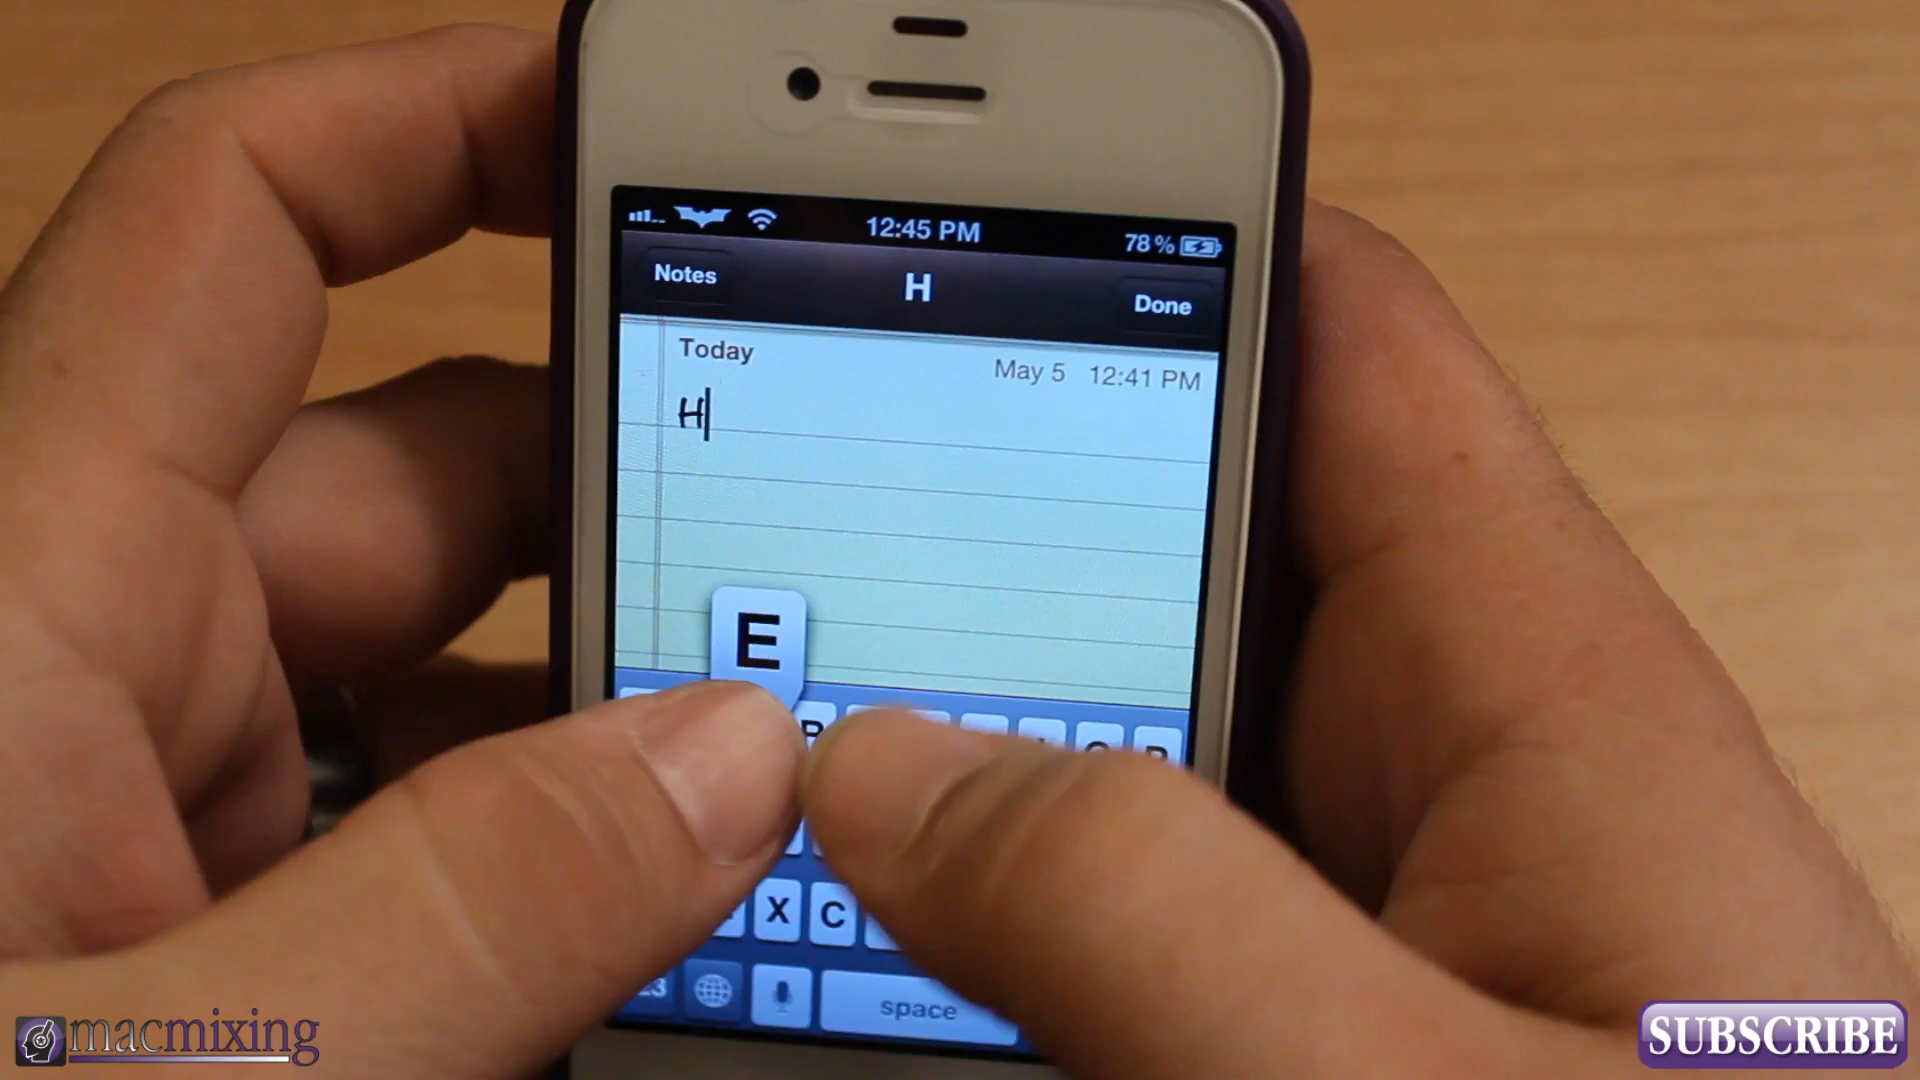 12:45 PM
78%
Notes
H
Done
Today
May 5 12:41 PM
H
E
X C
space
macmixing
SUBSCRIBE